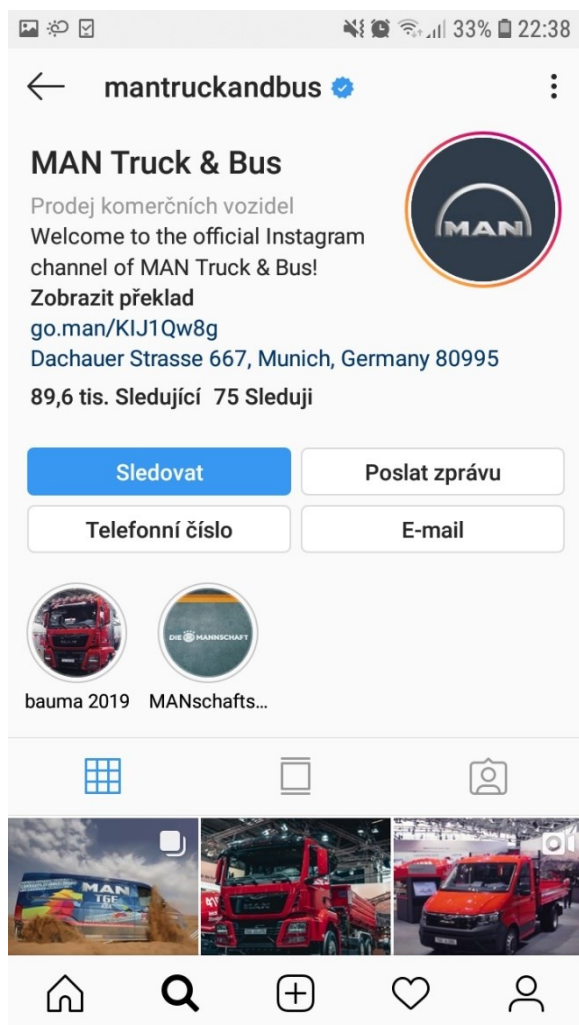 33% 22:38
mantruckandbus
MAN Truck & Bus
Prodej komerčních vozidel
Welcome to the official Instagram
channel of MAN Truck & Bus!
Zobrazit překlad
go.man/KIJ1Qw8g
Dachauer Strasse 667, Munich, Germany 80995
89,6 tis. Sledující 75 Sleduji
MAN
Sledovat
Poslat zprávu
Telefonní číslo
E-mail
DIE MANNSCHAFT
bauma 2019
MANschafts...
MAN
TGE
MAN